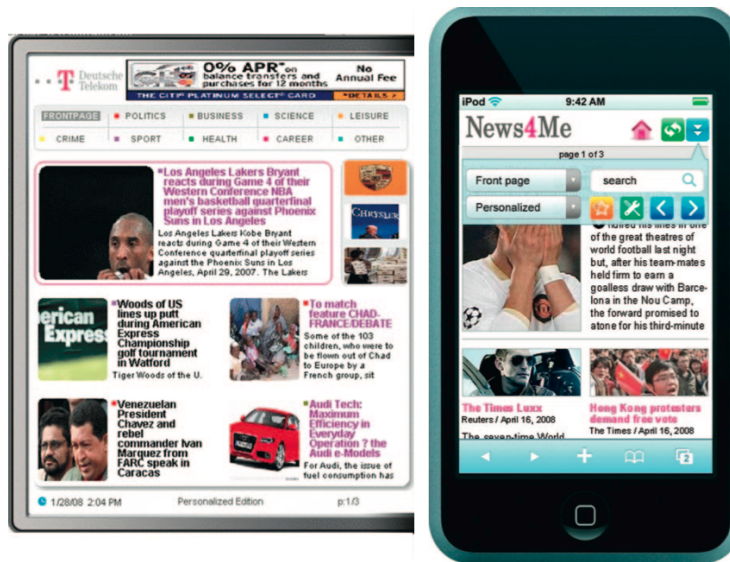 T Deutsche
Telekom
0% APR* on
balance transfers and
purchases for 12 months
No
Annual Fee
THE CITI PLATINUM SELECT CARD
*DETAILS >
FRONTPAGE POLITICS BUSINESS SCIENCE LEISURE
CRIME SPORT HEALTH CAREER OTHER
Los Angeles Lakers Bryant
reacts during Game 4 of their
Western Conference NBA
men's basketball quarterfinal
playoff series against Phoenix
Suns in Los Angeles
Los Angeles Lakers Kobe Bryant
reacts during Game 4 of their Western
Conference quarterfinal playoff series
against the Phoenix Suns in Los
Angeles, April 29, 2007. The Lakers
CHRYSLER
erican
Express
Woods of US
lines up putt
during American
Express
Championship
golf tournament
in Watford
Tiger Woods of the U.
To match
feature CHAD-
FRANCE/DEBATE
Some of the 103
children, who were to
be flown out of Chad
to Europe by a
French group, sit
Venezuelan
President
Chavez and
rebel
commander Ivan
Marquez from
FARC speak in
Caracas
Audi Tech:
Maximum
Efficiency in
Everyday
Operation ? the
Audi e-Models
For Audi, the issue of
fuel consumption has
1/28/08 2:04 PM Personalized Edition p:1/3
iPod 9:42 AM
News4Me
page 1 of 3
Front page search
Personalized
his lines in one
of the great theatres of
world football last night
but, after his team-mates
held firm to earn a
goalless draw with Barce-
lona in the Nou Camp,
the forward promised to
atone for his third-minute
The Times Luxx
Reuters / April 16, 2008
The seven-time World
Hong Kong protesters
demand free vote
The Times / April 16, 2008